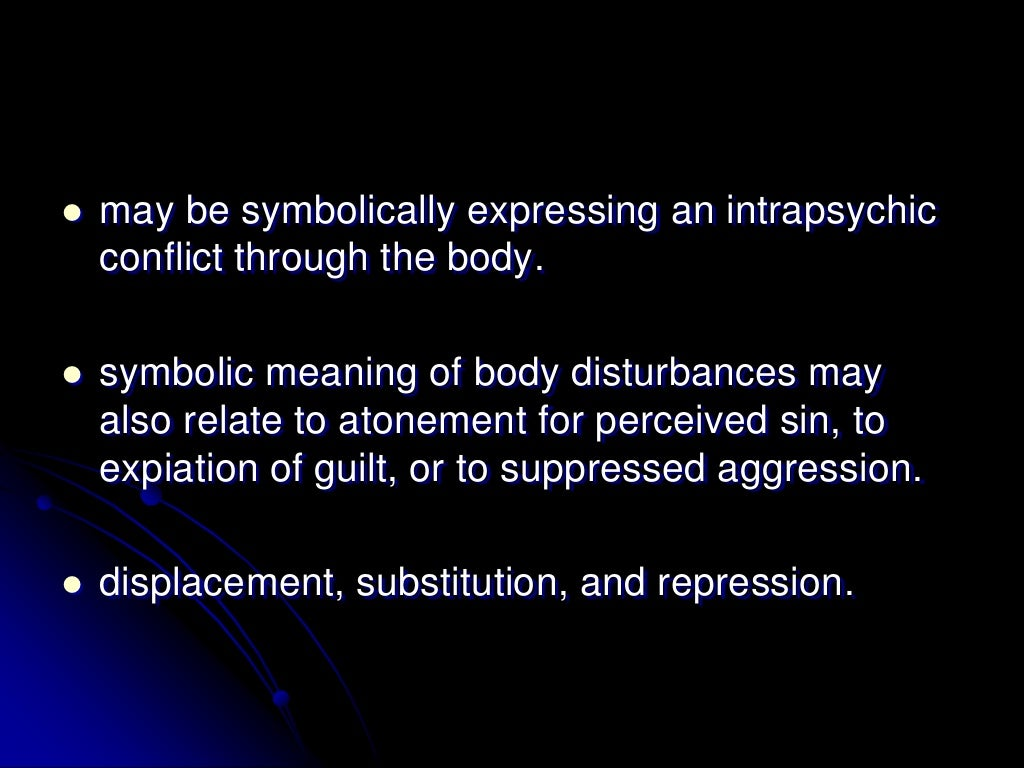 • may be symbolically expressing an intrapsychic
conflict through the body.
• symbolic meaning of body disturbances may
also relate to atonement for perceived sin, to
expiation of guilt, or to suppressed aggression.
• displacement, substitution, and repression.